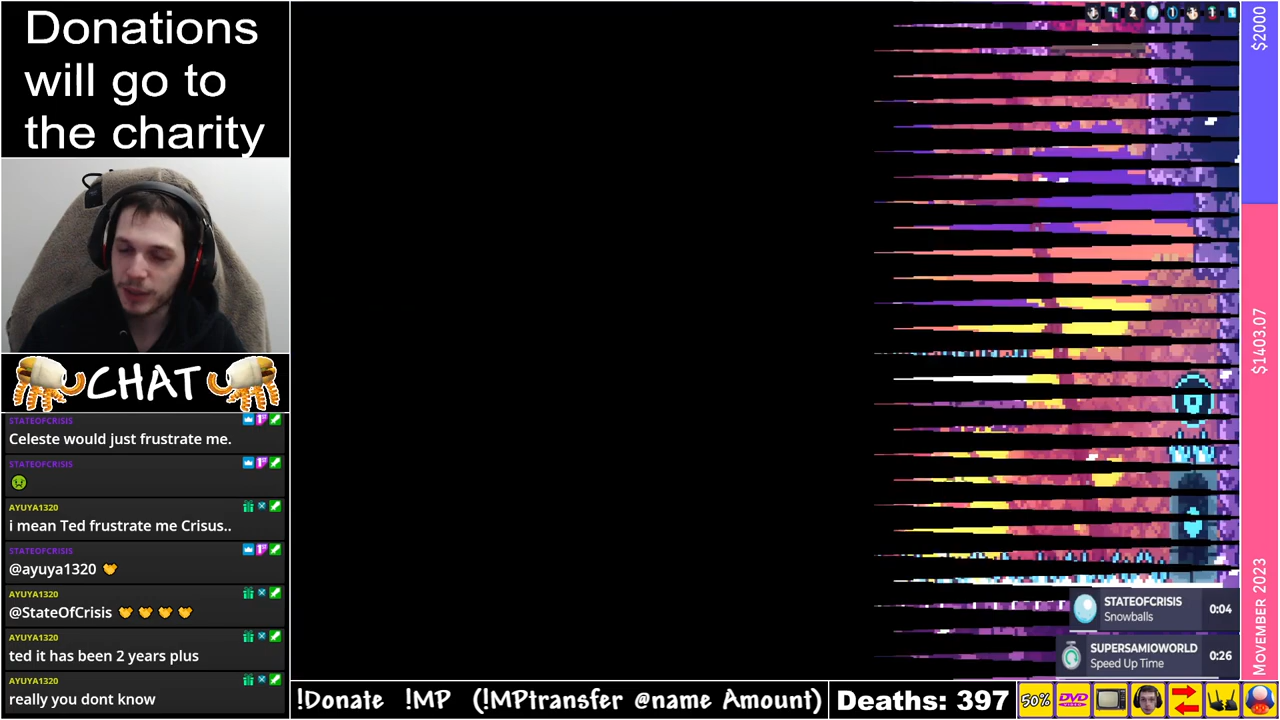 Donations
will go to
the charity
CHAT
STATEOFCRISIS
Celeste would just frustrate me.
STATEOFCRISIS
AYUYA1320
i mean Ted frustrate me Crisus..
STATEOFCRISIS
@ayuya1320
AYUYA1320
@StateOfCrisis
AYUYA1320
ted it has been 2 years plus
AYUYA1320
really you dont know
STATEOFCRISIS
Snowballs
0:04
SUPERSAMIOWORLD
Speed Up Time
0:26
!Donate !MP (!MPtransfer @name Amount)
Deaths: 397
50%
DVD
VIDEO
$2000
$1403.07
MOVEMBER 2023